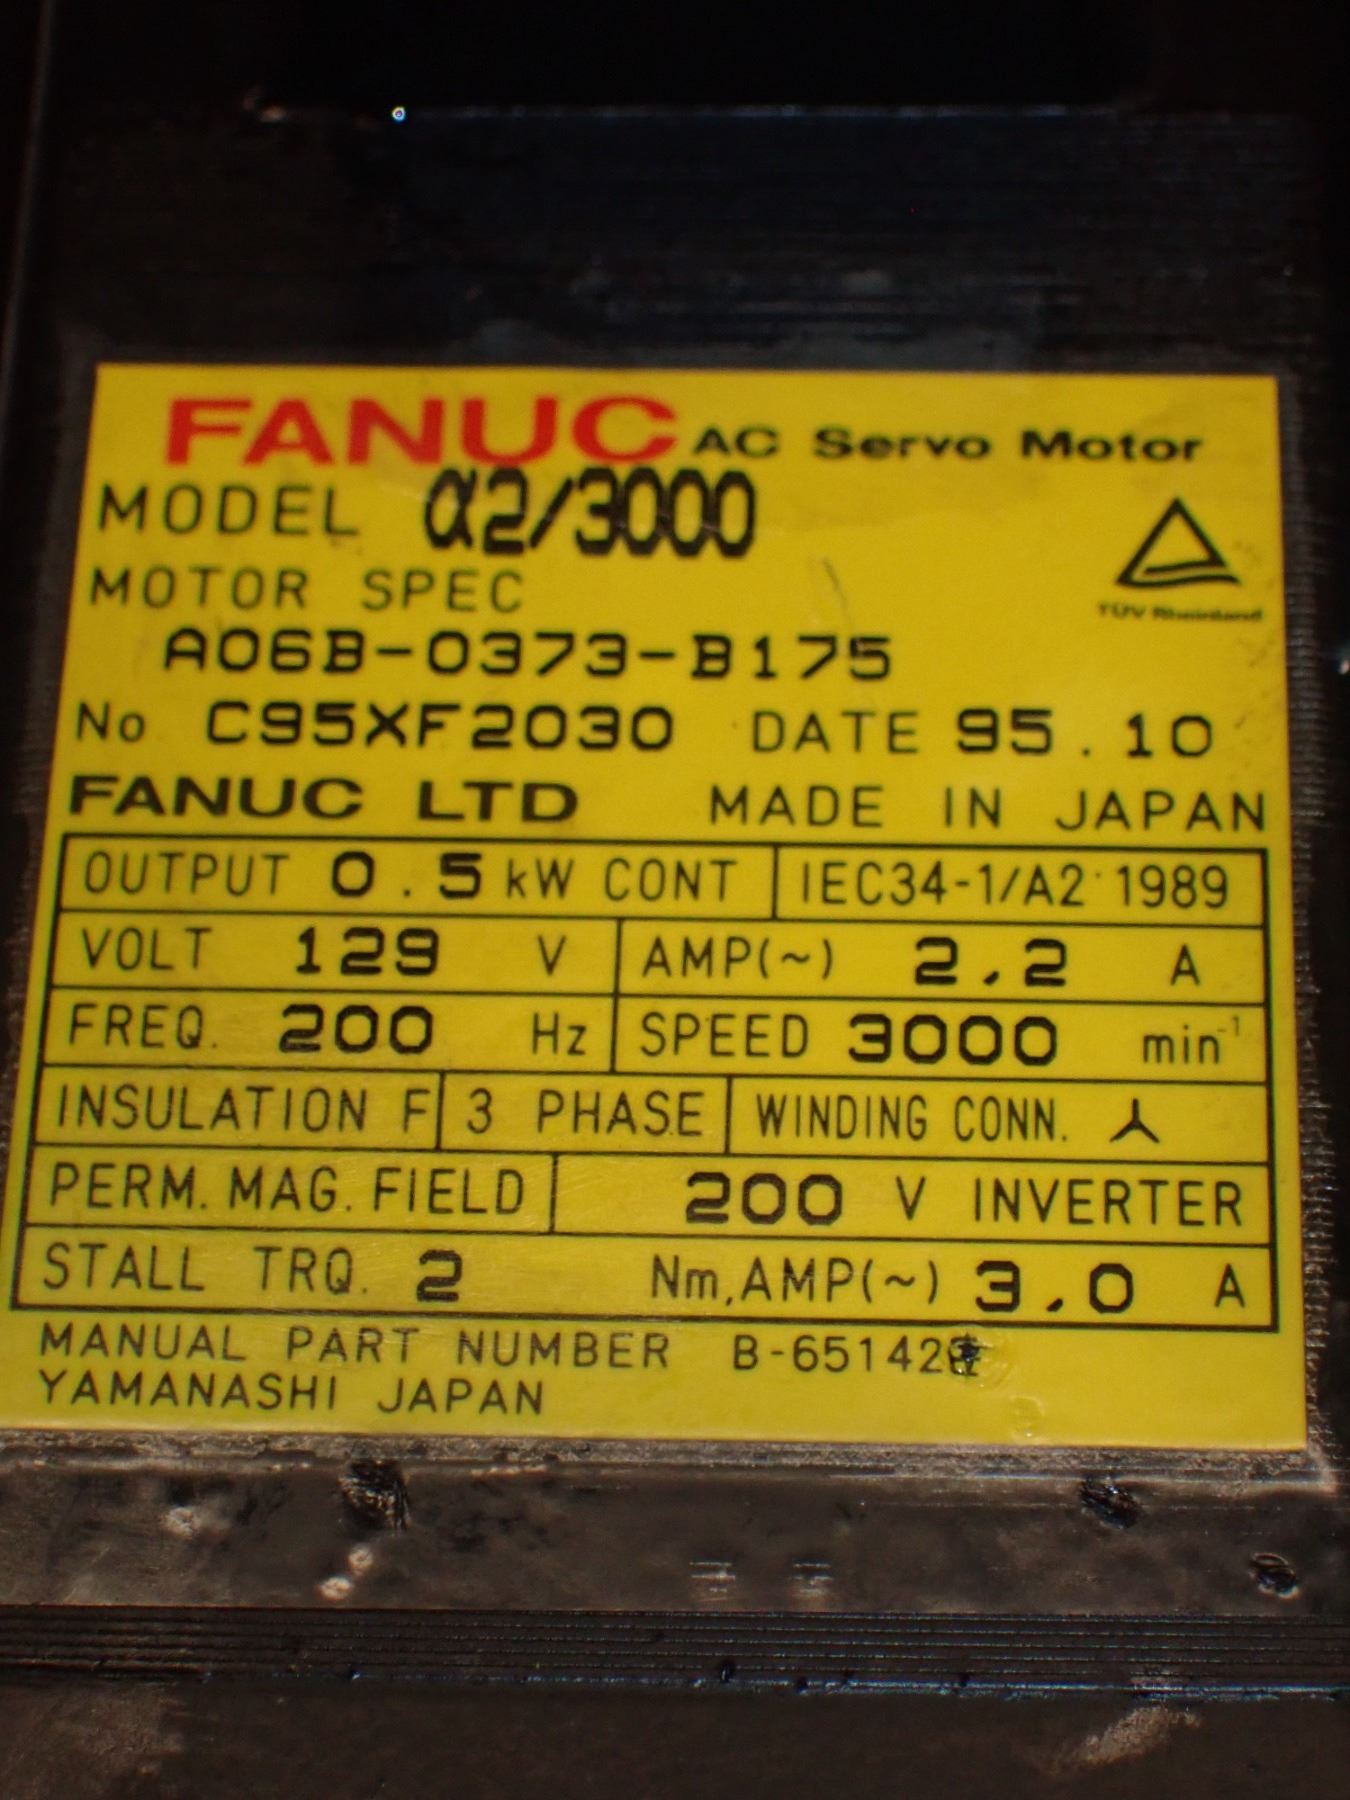 FANUC AC Servo Motor
MODEL α2/3000
TÜV Rheinland
MOTOR SPEC
A06B-0373-B175
No C95XF2030 DATE 95.10
FANUC LTD MADE IN JAPAN
OUTPUT 0.5 kW CONT IEC34-1/A2 1989
VOLT 129 V AMP(~) 2.2 A
FREQ. 200 Hz SPEED 3000 min⁻¹
INSULATION F 3 PHASE WINDING CONN.
PERM. MAG. FIELD 200 V INVERTER
STALL TRQ. 2 Nm, AMP(~) 3.0 A
MANUAL PART NUMBER
YAMANASHI JAPAN